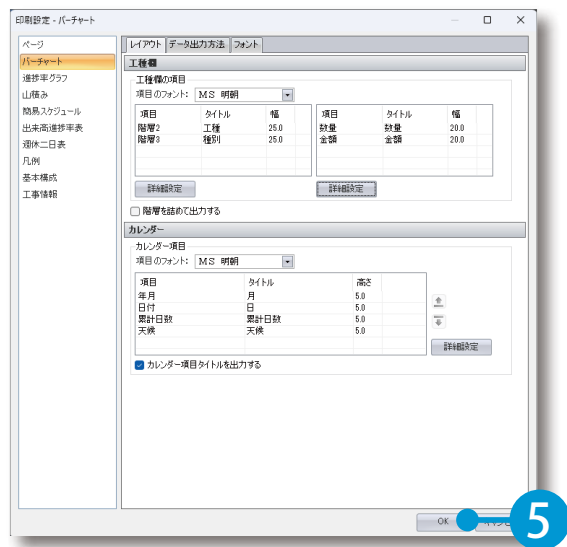 印刷設定 - バーチャート
ページ
バーチャート
進捗率グラフ
山積み
簡易スケジュール
出来高進捗率表
週休二日表
凡例
基本構成
工事情報
レイアウト データ出力方法 フォント
工種欄
工種欄の項目
項目のフォント: MS 明朝
項目 タイトル 幅
階層2 工種 25.0
階層3 種別 25.0
項目 タイトル 幅
数量 数量 20.0
金額 金額 20.0
詳細設定 詳細設定
階層を詰めて出力する
カレンダー
カレンダー項目
項目のフォント: MS 明朝
項目 タイトル 高さ
年月 月 5.0
日付 日 5.0
累計日数 累計日数 5.0
天候 天候 5.0
詳細設定
カレンダー項目タイトルを出力する
OK
5